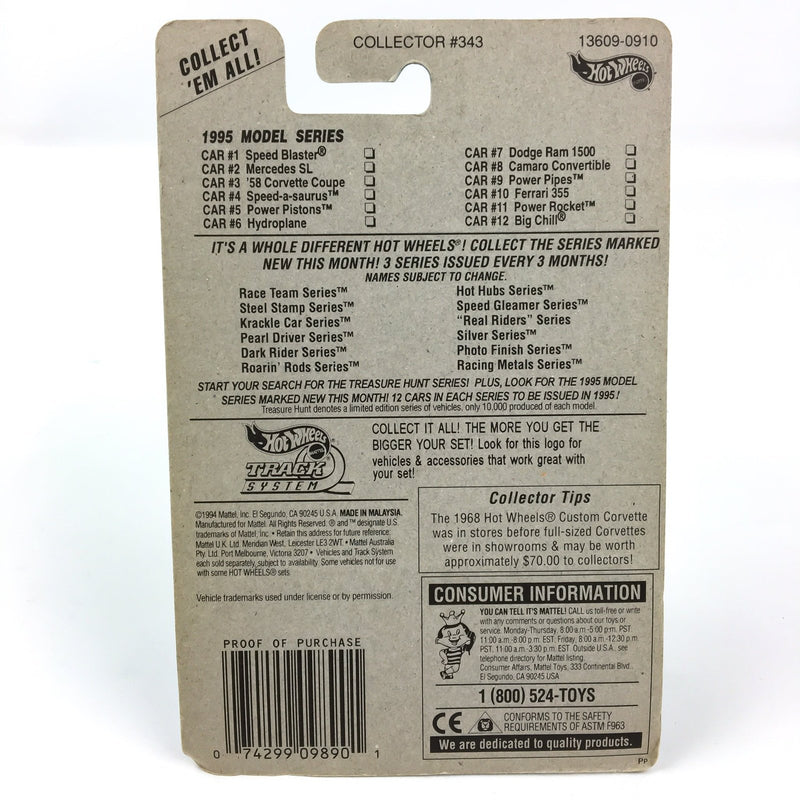 COLLECT
'EM ALL!
COLLECTOR #343
13609-0910
Hot Wheels
1995 MODEL SERIES
CAR #1 Speed Blaster®
CAR #2 Mercedes SL
CAR #3 '58 Corvette Coupe
CAR #4 Speed-a-saurus™
CAR #5 Power Pistons™
CAR #6 Hydroplane
CAR #7 Dodge Ram 1500
CAR #8 Camaro Convertible
CAR #9 Power Pipes™
CAR #10 Ferrari 355
CAR #11 Power Rocket™
CAR #12 Big Chill®
IT'S A WHOLE DIFFERENT HOT WHEELS®! COLLECT THE SERIES MARKED
NEW THIS MONTH! 3 SERIES ISSUED EVERY 3 MONTHS!
NAMES SUBJECT TO CHANGE.
Race Team Series™
Steel Stamp Series™
Krackle Car Series™
Pearl Driver Series™
Dark Rider Series™
Roarin' Rods Series™
Hot Hubs Series™
Speed Gleamer Series™
"Real Riders" Series
Silver Series™
Photo Finish Series™
Racing Metals Series™
START YOUR SEARCH FOR THE TREASURE HUNT SERIES! PLUS, LOOK FOR THE 1995 MODEL
SERIES MARKED NEW THIS MONTH! 12 CARS IN EACH SERIES TO BE ISSUED IN 1995!
Treasure Hunt denotes a limited edition series of vehicles, only 10,000 produced of each model.
Hot Wheels
TRACK
SYSTEM
COLLECT IT ALL! THE MORE YOU GET THE
BIGGER YOUR SET! Look for this logo for
vehicles & accessories that work great with
your set!
©1994 Mattel, Inc. El Segundo, CA 90245 U.S.A. MADE IN MALAYSIA.
Manufactured for Mattel. All Rights Reserved. ® and ™ designate U.S.
trademarks of Mattel, Inc. • Retain this address for future reference:
Mattel U.K. Ltd. Meridian West, Leicester LE3 2WT. • Mattel Australia
Pty. Ltd. Port Melbourne, Victoria 3207 • Vehicles and Track System
each sold separately, subject to availability. Some vehicles not for use
with some HOT WHEELS® sets.
Vehicle trademarks used under license or by permission.
Collector Tips
The 1968 Hot Wheels® Custom Corvette
was in stores before full-sized Corvettes
were in showrooms & may be worth
approximately $70.00 to collectors!
CONSUMER INFORMATION
YOU CAN TELL IT'S MATTEL! CALL us toll-free or write
with any comments or questions about our toys or
service. Monday-Thursday, 8:00 a.m.-5:00 p.m. PST,
11:00 a.m.-8:00 p.m. EST. Friday, 8:00 a.m.-12:30 p.m.
PST, 11:00 a.m.-3:30 p.m. EST. Outside U.S.A., see
telephone directory for Mattel listing.
Consumer Affairs, Mattel Toys, 333 Continental Blvd.,
El Segundo, CA 90245 USA
1 (800) 524-TOYS
CE
CONFORMS TO THE SAFETY
REQUIREMENTS OF ASTM F963
We are dedicated to quality products.
PROOF OF PURCHASE
0 74299 09890 1
PP